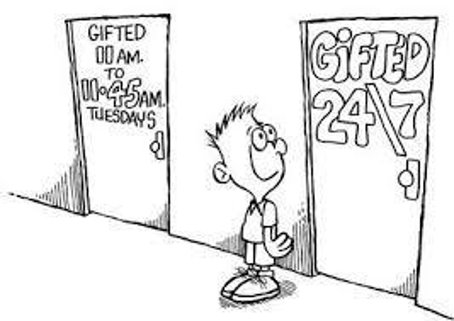 GIFTED
11 AM.
TO
11:45 AM.
TUESDAYS
GiFTED
24\7